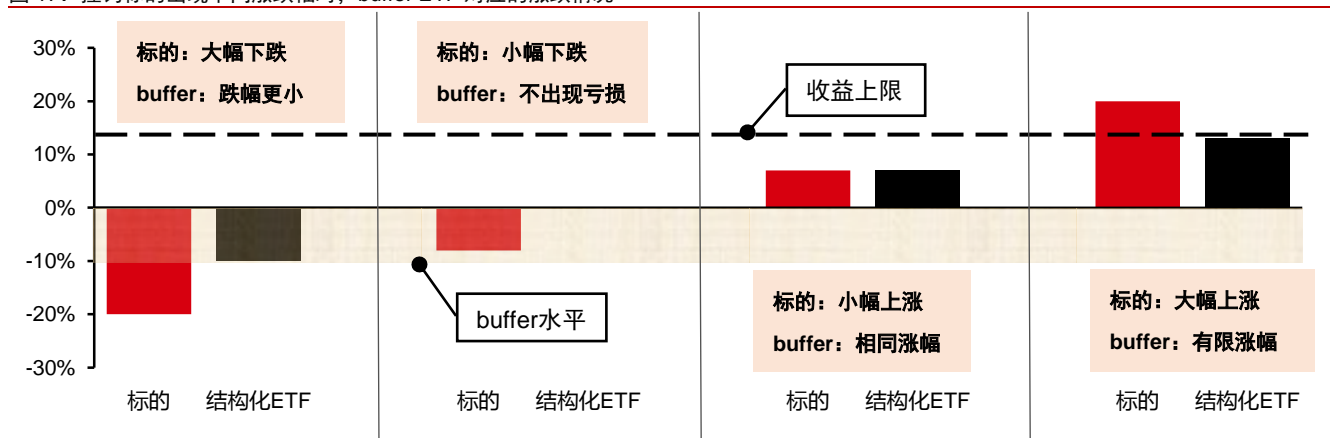 30%
20%
10%
0%
-10%
-20%
-30%
标的：大幅下跌
buffer：跌幅更小
标的：小幅下跌
buffer：不出现亏损
收益上限
buffer水平
标的：小幅上涨
buffer：相同涨幅
标的：大幅上涨
buffer：有限涨幅
标的 结构化ETF 标的 结构化ETF 标的 结构化ETF 标的 结构化ETF